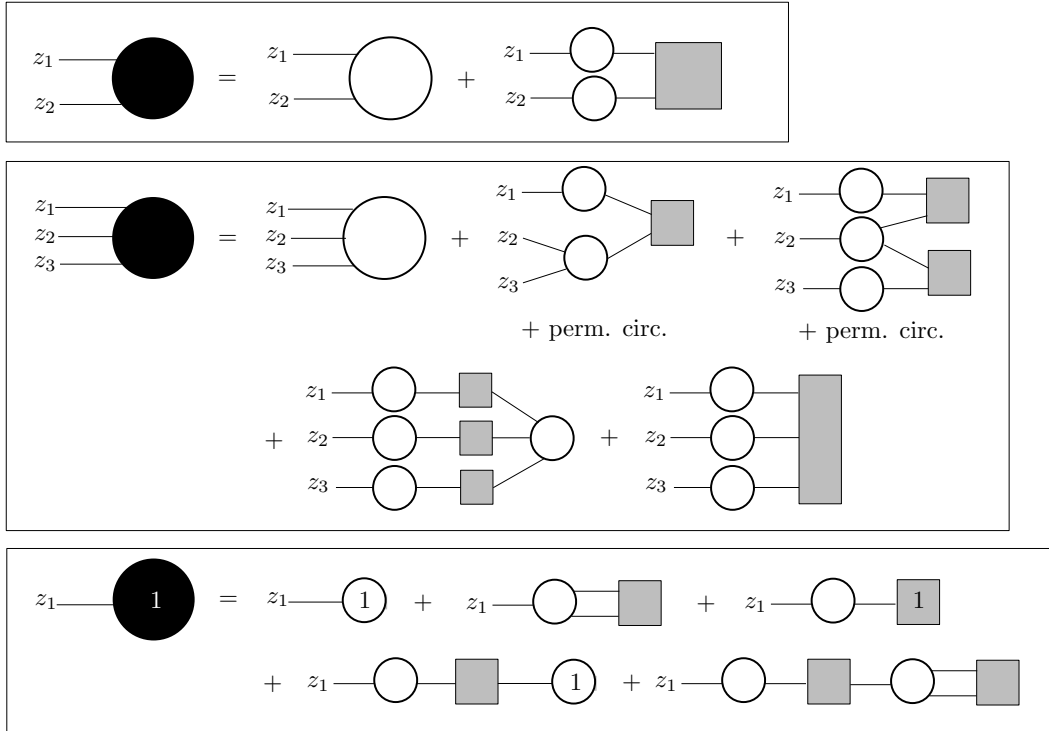 z₁ = z₁ + z₁
z₂ z₂ z₂
z₁ z₁ z₁ z₁
z₂ = z₂ + z₂ + z₂
z₃ z₃ z₃ z₃
+ perm. circ. + perm. circ.
z₁ z₁
+ z₂ + z₂
z₃ z₃
z₁ 1 = z₁ 1 + z₁ + z₁ 1
+ z₁ 1 + z₁